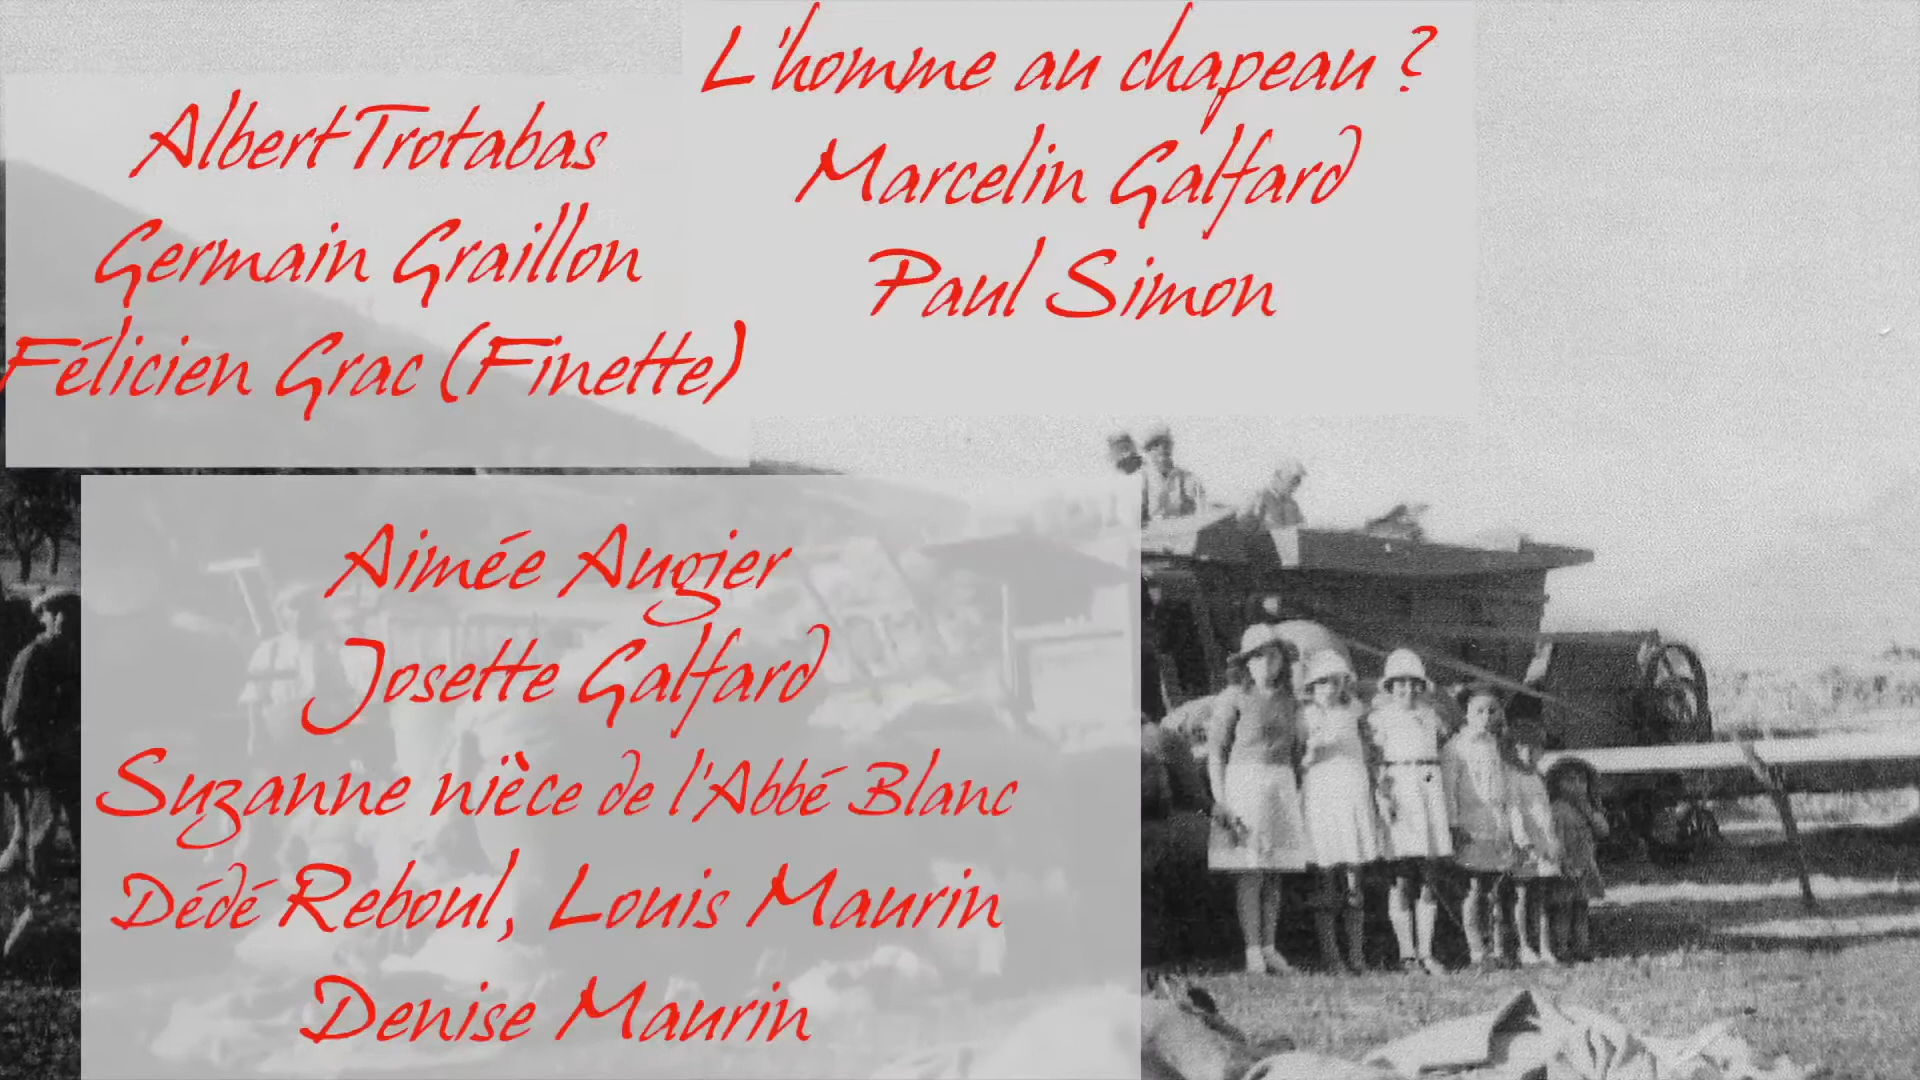 L'homme au chapeau ?
Marcelin Galfard
Paul Simon
Albert Trotabas
Germain Graillon
Félicien Grac (Finette)
Aimée Augier
Josette Galfard
Suzanne nièce de l'Abbé Blanc
Dédé Reboul, Louis Maurin
Denise Maurin